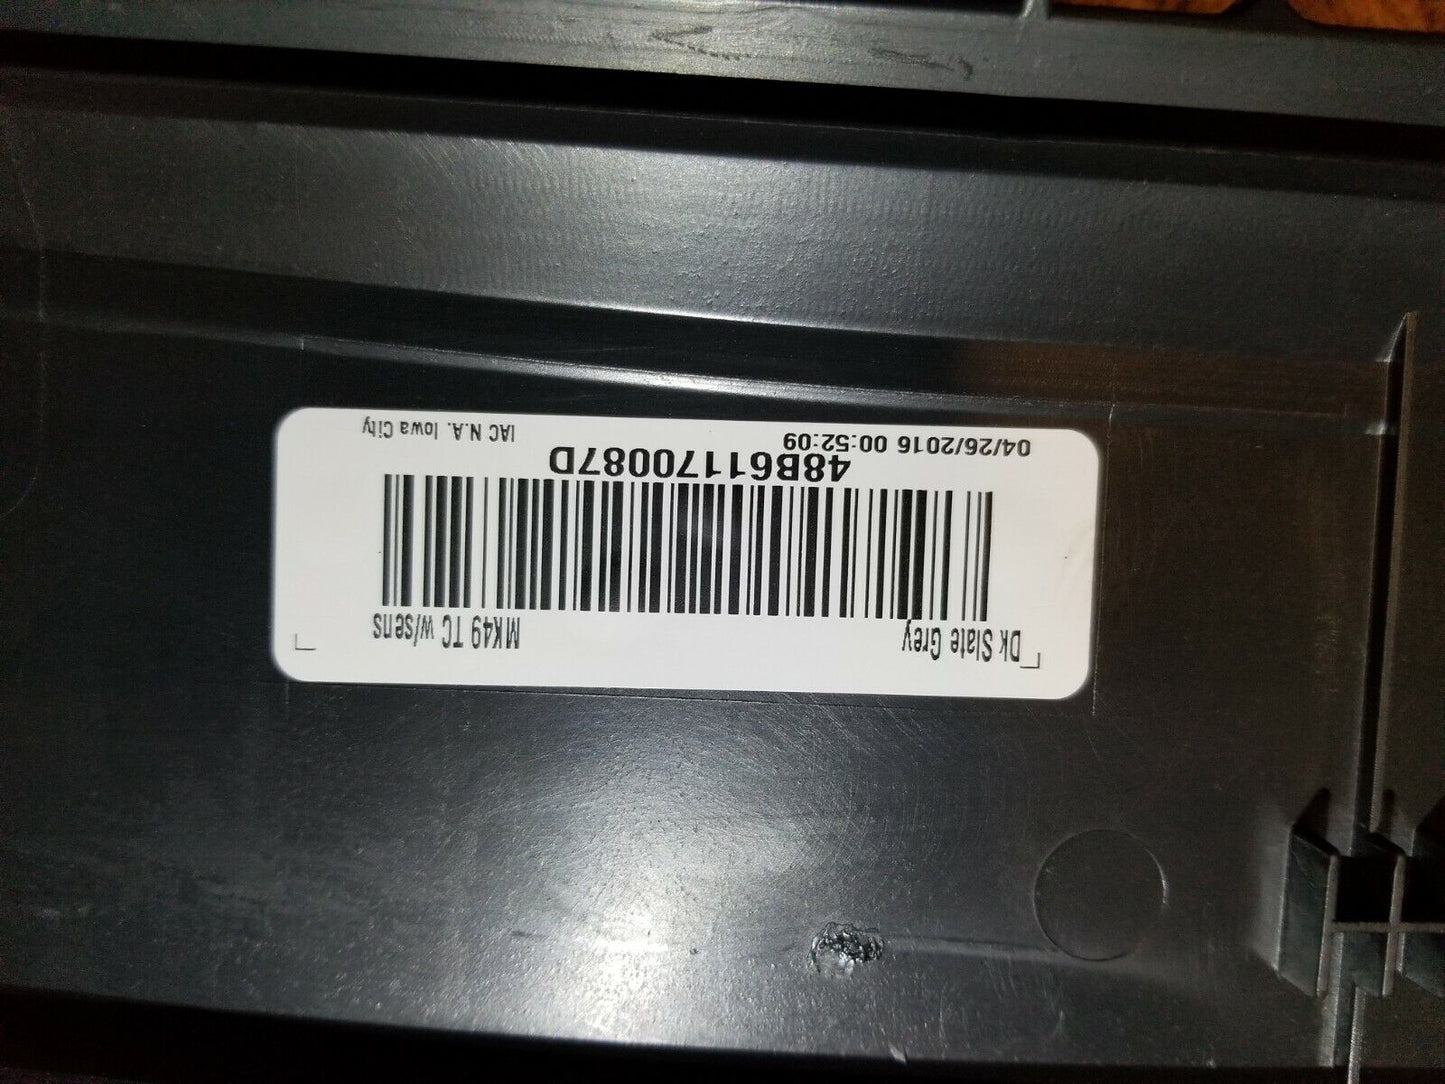 Dk Slate Grey MK49 TC w/sens
48B61170087D
04/26/2016 00:52:09 IAC N.A. Iowa City